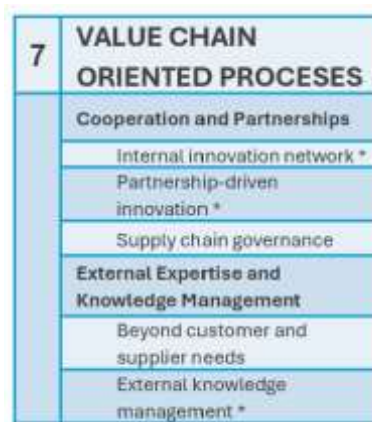 7
VALUE CHAIN
ORIENTED PROCESES
Cooperation and Partnerships
Internal innovation network *
Partnership-driven
innovation *
Supply chain governance
External Expertise and
Knowledge Management
Beyond customer and
supplier needs
External knowledge
management *